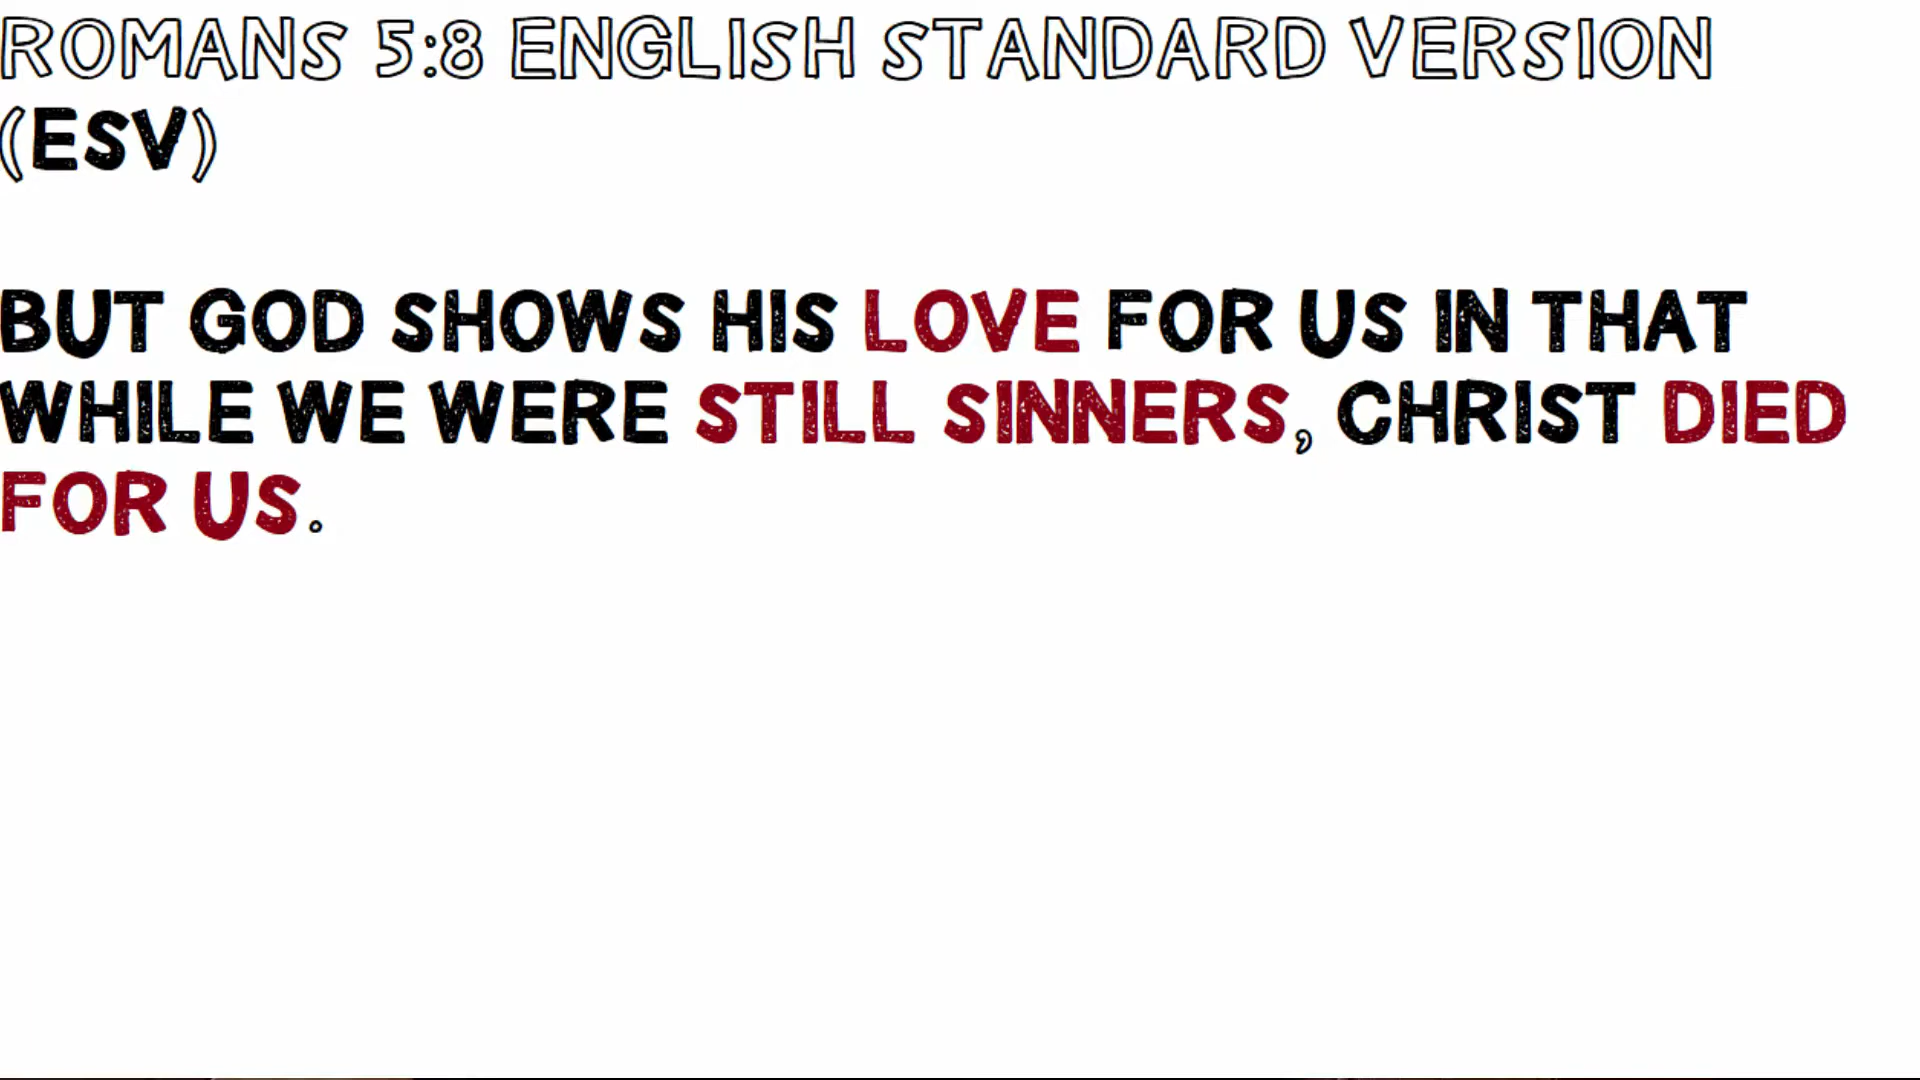 ROMANS 5:8 ENGLISH STANDARD VERSION
(ESV)
BUT GOD SHOWS HIS LOVE FOR US IN THAT
WHILE WE WERE STILL SINNERS, CHRIST DIED
FOR US.